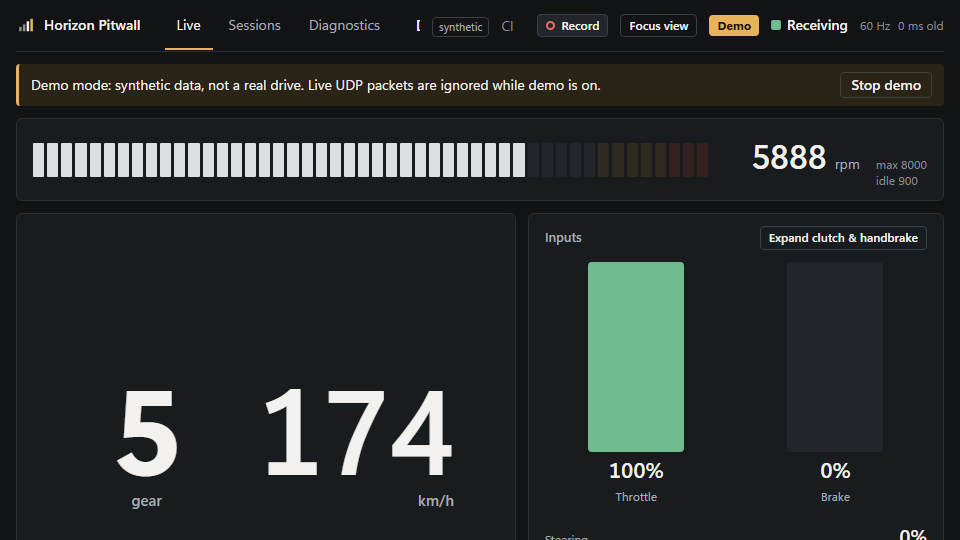 Horizon Pitwall
Live
Sessions
Diagnostics
synthetic
Record
Focus view
Demo
Receiving
60 Hz
0 ms old
Demo mode: synthetic data, not a real drive. Live UDP packets are ignored while demo is on.
Stop demo
5888 rpm
max 8000
idle 900
5
gear
174
km/h
Inputs
Expand clutch & handbrake
100%
Throttle
0%
Brake
Steering
0%